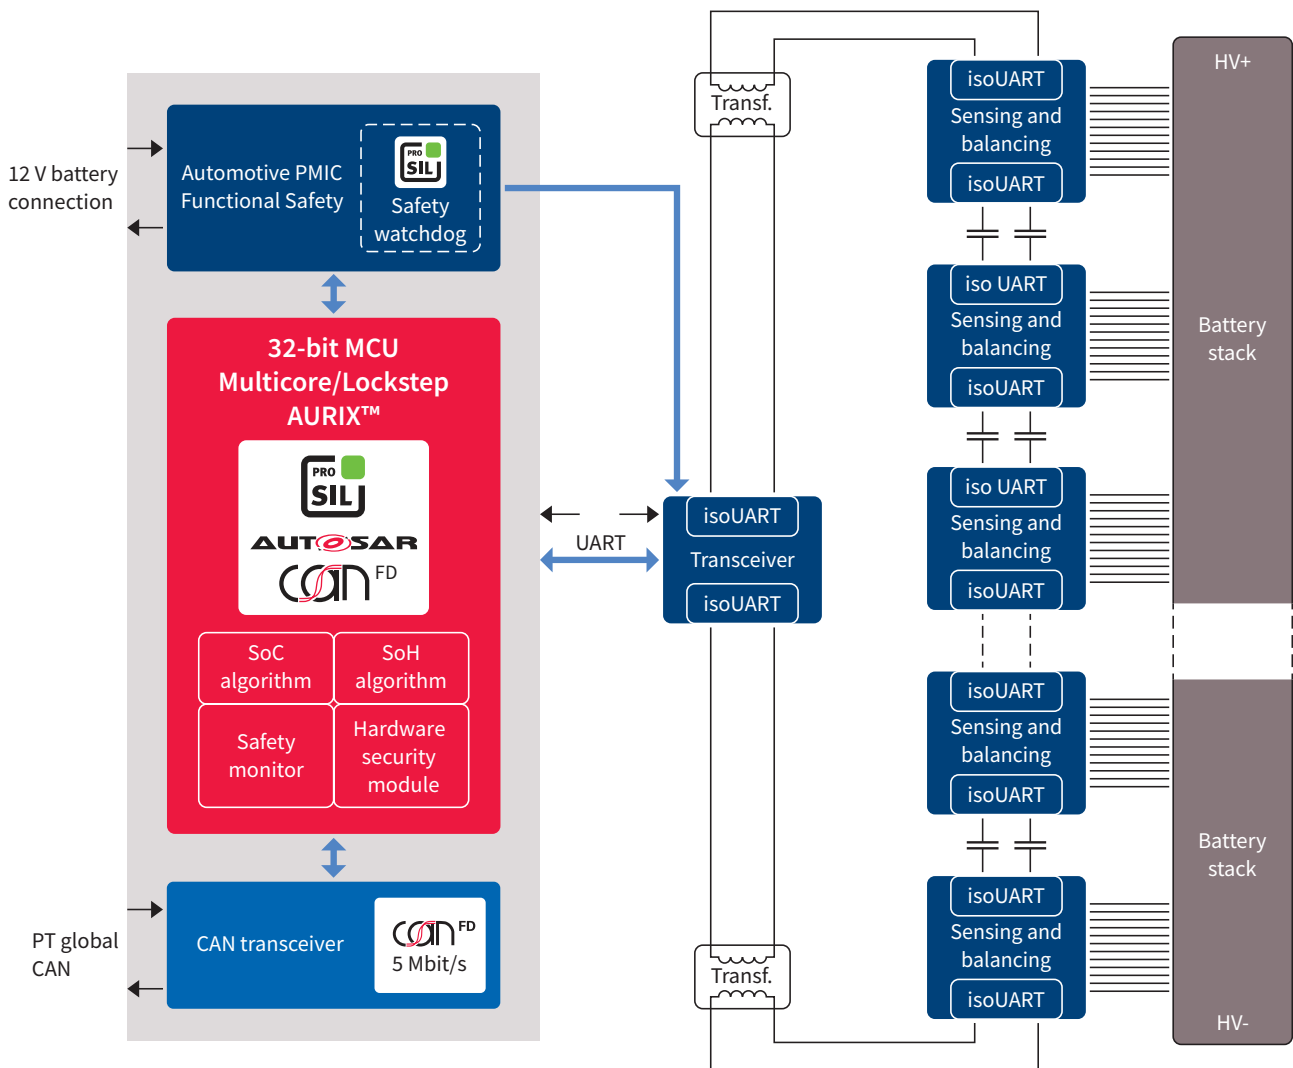 12 V battery
connection
Automotive PMIC
Functional Safety
PRO
SIL
Safety
watchdog
32-bit MCU
Multicore/Lockstep
AURIX™
PRO
SIL
AUTOSAR
CAN FD
SoC
algorithm
SoH
algorithm
Safety
monitor
Hardware
security
module
PT global
CAN
CAN transceiver
CAN FD
5 Mbit/s
UART
Transf.
isoUART
Transceiver
isoUART
Transf.
isoUART
Sensing and
balancing
isoUART
iso UART
Sensing and
balancing
isoUART
iso UART
Sensing and
balancing
isoUART
isoUART
Sensing and
balancing
isoUART
isoUART
Sensing and
balancing
isoUART
HV+
Battery
stack
Battery
stack
HV-